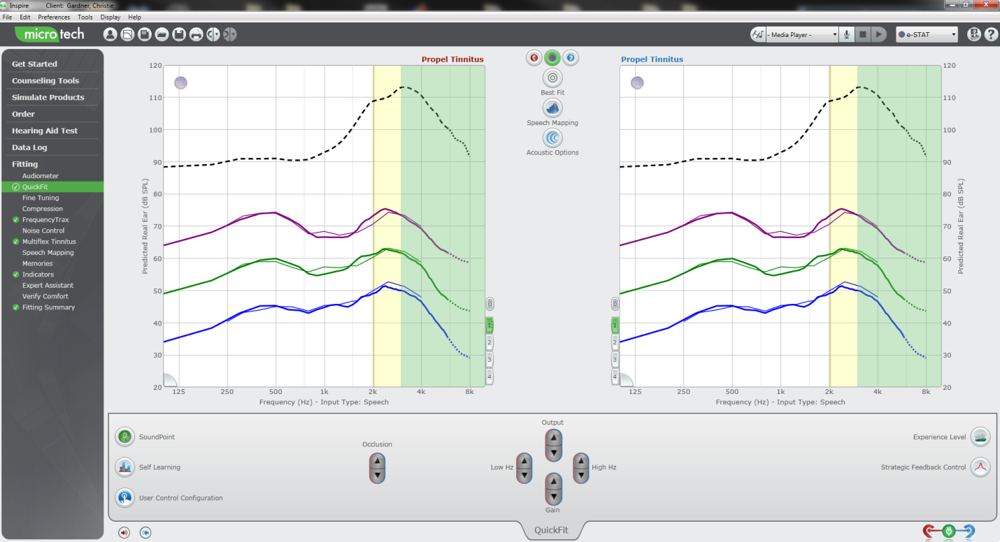 Inspire Client: Gardner, Christie
File Edit Preferences Tools Display Help
microtech
- Media Player -
e-STAT
Get Started
Counseling Tools
Simulate Products
Order
Hearing Aid Test
Data Log
Fitting
Audiometer
QuickFit
Fine Tuning
Compression
FrequencyTrax
Noise Control
Multiflex Tinnitus
Speech Mapping
Memories
Indicators
Expert Assistant
Verify Comfort
Fitting Summary
Propel Tinnitus
120
110
100
90
80
70
60
50
40
30
20
Predicted Real Ear (dB SPL)
125 250 500 1k 2k 4k 8k
Frequency (Hz) - Input Type: Speech
1
2
3
4
Best Fit
Speech Mapping
Acoustic Options
Propel Tinnitus
1
2
3
4
120
110
100
90
80
70
60
50
40
30
20
Predicted Real Ear (dB SPL)
125 250 500 1k 2k 4k 8k
Frequency (Hz) - Input Type: Speech
SoundPoint
Self Learning
User Control Configuration
Occlusion
Output
Low Hz
High Hz
Gain
Experience Level
Strategic Feedback Control
QuickFit